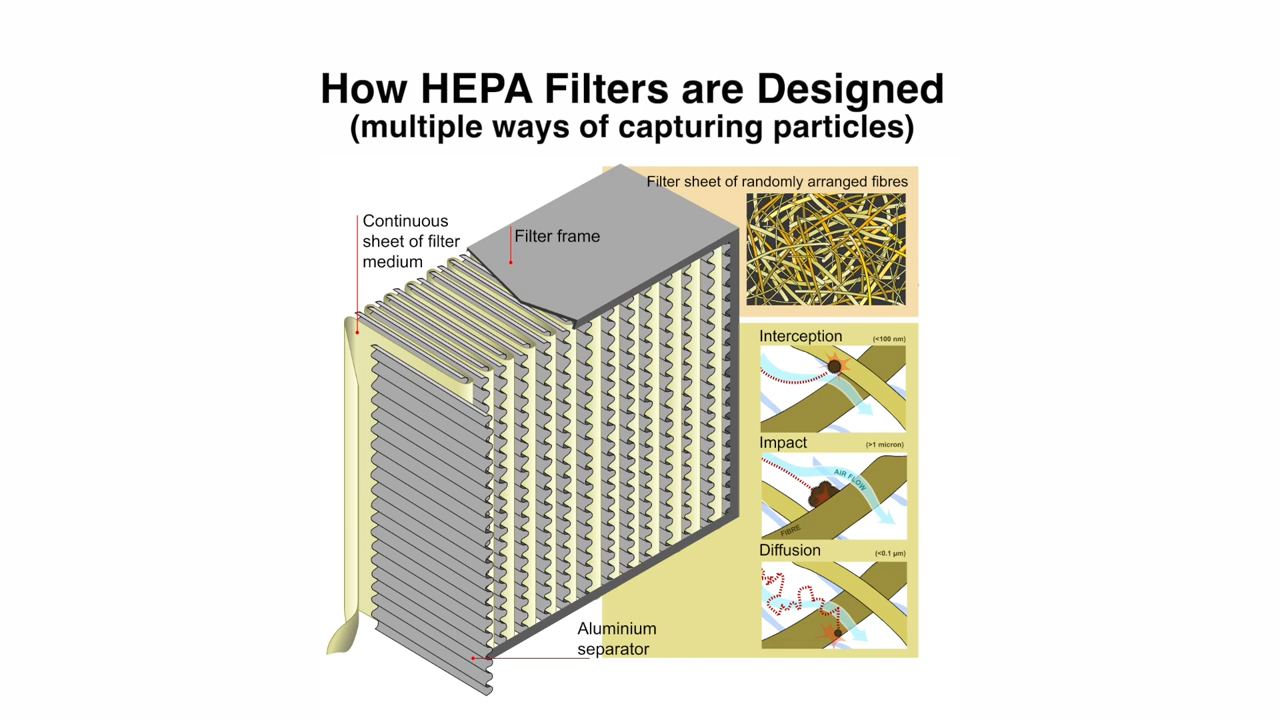 How HEPA Filters are Designed
(multiple ways of capturing particles)
Filter sheet of randomly arranged fibres
Continuous
sheet of filter
medium
Filter frame
Interception
(<100 nm)
Impact
(>1 micron)
AIR FLOW
FIBRE
Diffusion
(<0.1 µm)
Aluminium
separator